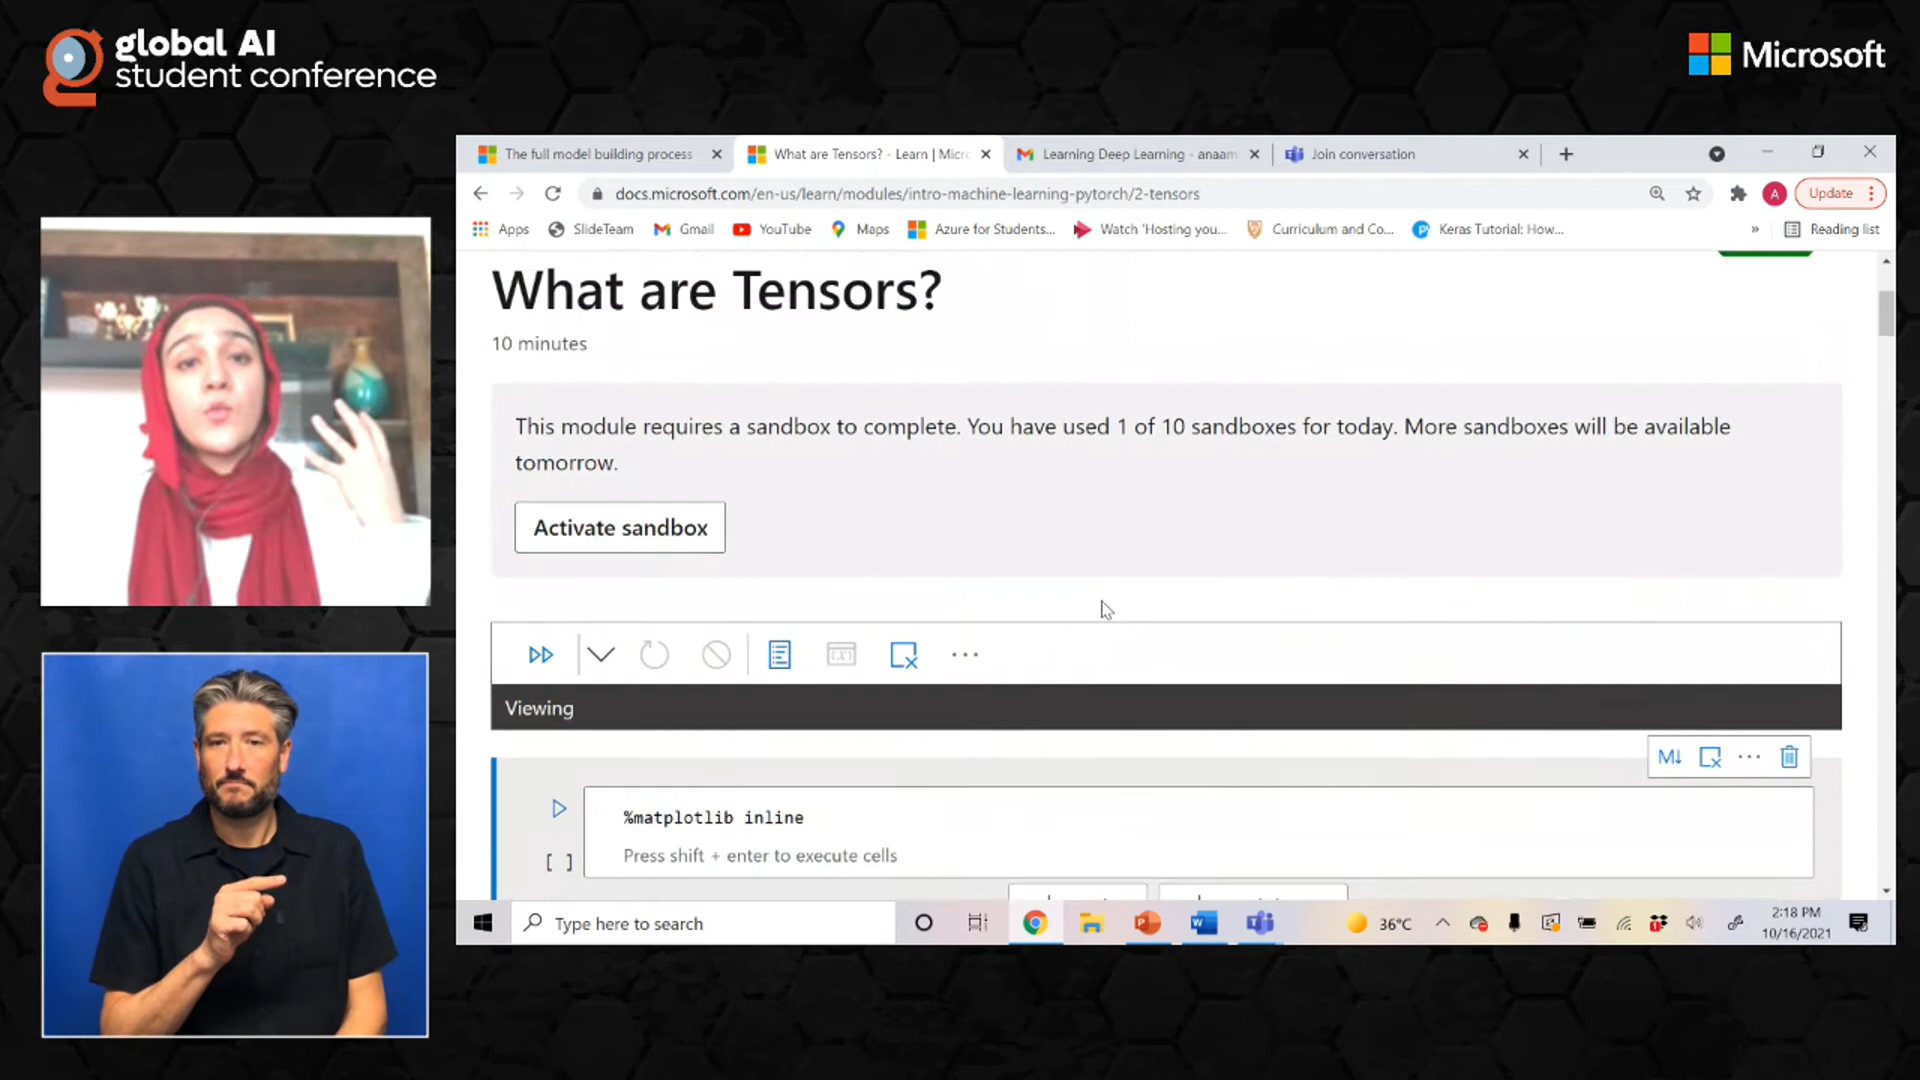 global AI
student conference
Microsoft
The full model building process
What are Tensors? - Learn | Micro
Learning Deep Learning - anaam
Join conversation
docs.microsoft.com/en-us/learn/modules/intro-machine-learning-pytorch/2-tensors
A
Update
Apps
SlideTeam
Gmail
YouTube
Maps
Azure for Students...
Watch 'Hosting you...
Curriculum and Co...
Keras Tutorial: How...
»
Reading list
What are Tensors?
10 minutes
This module requires a sandbox to complete. You have used 1 of 10 sandboxes for today. More sandboxes will be available
tomorrow.
Activate sandbox
Viewing
M↓
%matplotlib inline
[ ]
Press shift + enter to execute cells
Type here to search
36°C
2:18 PM
10/16/2021